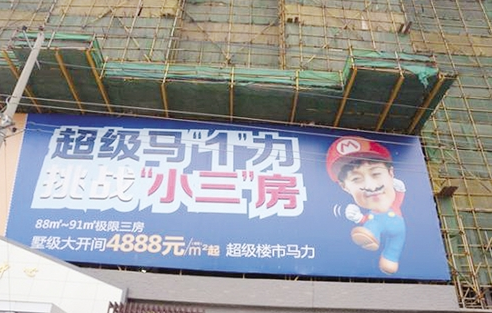 超级马"1"力
挑战"小三"房
88㎡~91㎡极限三房
墅级大开间4888元/㎡起 超级楼市马力
M